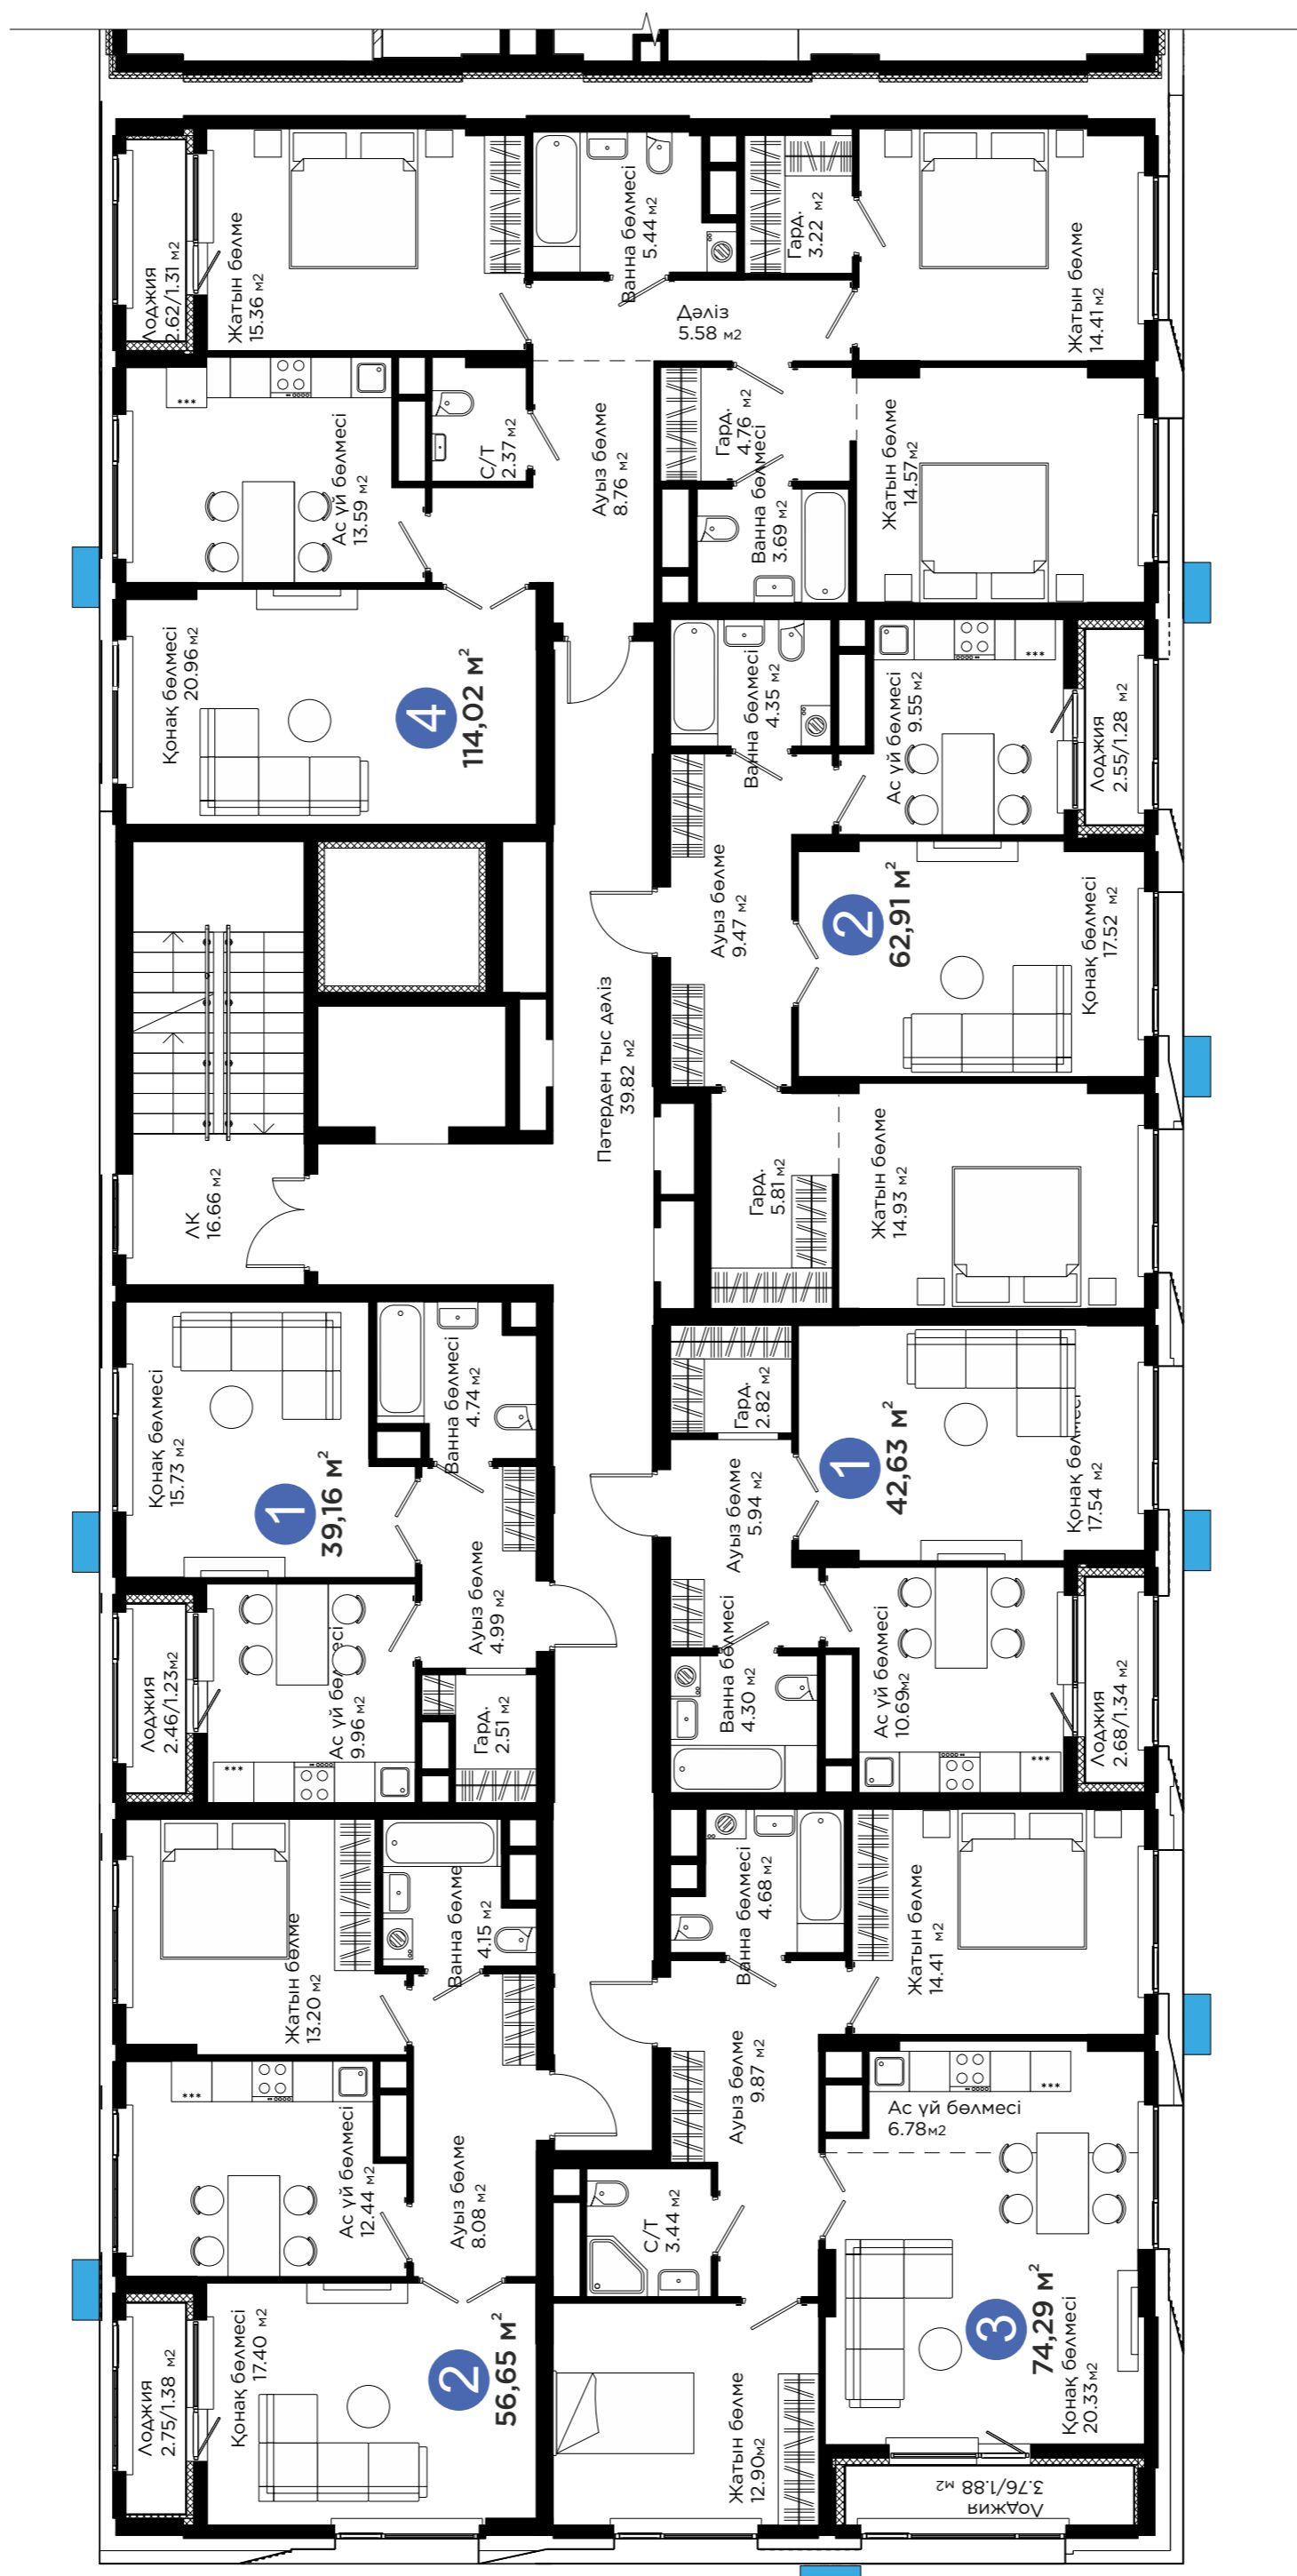 Лоджия
2.62/1.31 м2
Жатын бөлме
15.36 м2
Ванна бөлмесі
5.44 м2
Гард.
3.22 м2
Дәліз
5.58 м2
Жатын бөлме
14.41 м2
Ас үй бөлмесі
13.59 м2
С/Т
2.37 м2
Ауыз бөлме
8.76 м2
Гард.
4.76 м2
Ванна бөлмесі
3.69 м2
Жатын бөлме
14.57 м2
Қонақ бөлмесі
20.96 м2
4
114,02 м²
Ванна бөлмесі
4.35 м2
Ас үй бөлмесі
9.55 м2
Лоджия
2.55/1.28 м2
Ауыз бөлме
9.47 м2
2
62,91 м²
Қонақ бөлмесі
17.52 м2
Пәтерден тыс дәліз
39.82 м2
ЛК
16.66 м2
Гард.
5.81 м2
Жатын бөлме
14.93 м2
Қонақ бөлмесі
15.73 м2
1
39,16 м²
Ванна бөлмесі
4.74 м2
Гард.
2.82 м2
Ауыз бөлме
5.94 м2
1
42,63 м²
Қонақ бөлмесі
17.54 м2
Лоджия
2.46/1.23 м2
Ас үй бөлмесі
9.96 м2
Ауыз бөлме
4.99 м2
Гард.
2.51 м2
Ванна бөлмесі
4.30 м2
Ас үй бөлмесі
10.69 м2
Лоджия
2.68/1.34 м2
Жатын бөлме
13.20 м2
Ванна бөлме
4.15 м2
Ванна бөлмесі
4.68 м2
Жатын бөлме
14.41 м2
Ас үй бөлмесі
12.44 м2
Ауыз бөлме
8.08 м2
Ауыз бөлме
9.87 м2
Ас үй бөлмесі
6.78 м2
С/Т
3.44 м2
Лоджия
2.75/1.38 м2
Қонақ бөлмесі
17.40 м2
2
56,65 м²
Жатын бөлме
12.90 м2
3
74,29 м²
Қонақ бөлмесі
20.33 м2
Лоджия
3.76/1.88 м2